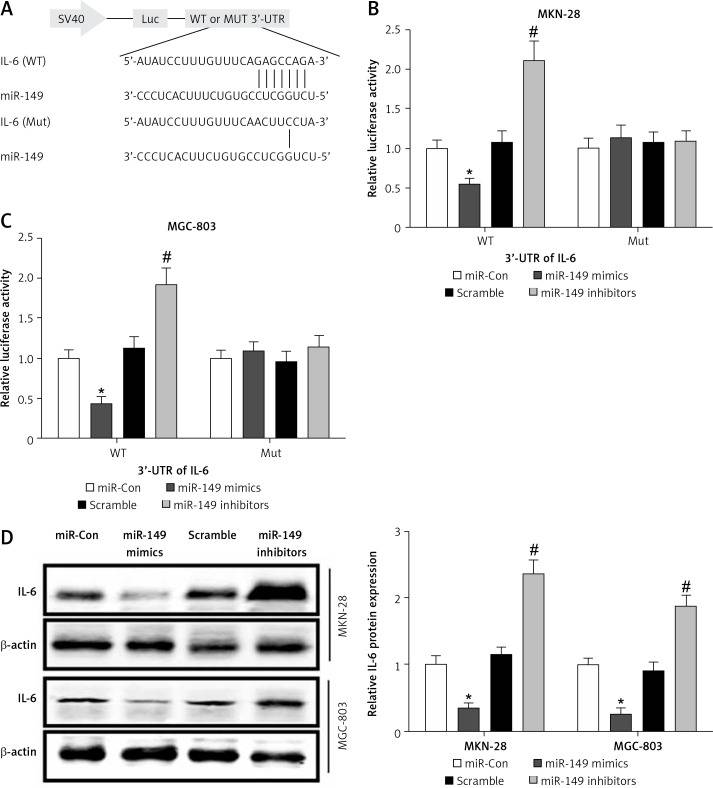 A
SV40 Luc WT or MUT 3’-UTR
IL-6 (WT) 5’-AUAUCCUUUGUUUCAGAGCCAGA-3’
miR-149 3’-CCCUCACUUUCUGUGCCUCGGUCU-5’
IL-6 (Mut) 5’-AUAUCCUUUGUUUCAACUUCCUA-3’
miR-149 3’-CCCUCACUUCUGUGCCUCGGUCU-5’
B
MKN-28
Relative luciferase activity
2.5
2.0
1.5
1.0
0.5
0
*
#
WT Mut
3’-UTR of IL-6
miR-Con miR-149 mimics
Scramble miR-149 inhibitors
C
MGC-803
Relative luciferase activity
2.5
2.0
1.5
1.0
0.5
0
*
#
WT Mut
3’-UTR of IL-6
miR-Con miR-149 mimics
Scramble miR-149 inhibitors
D
miR-Con miR-149 mimics Scramble miR-149 inhibitors
IL-6
β-actin
MKN-28
IL-6
β-actin
MGC-803
Relative IL-6 protein expression
3
2
1
0
*
#
*
#
MKN-28 MGC-803
miR-Con miR-149 mimics
Scramble miR-149 inhibitors